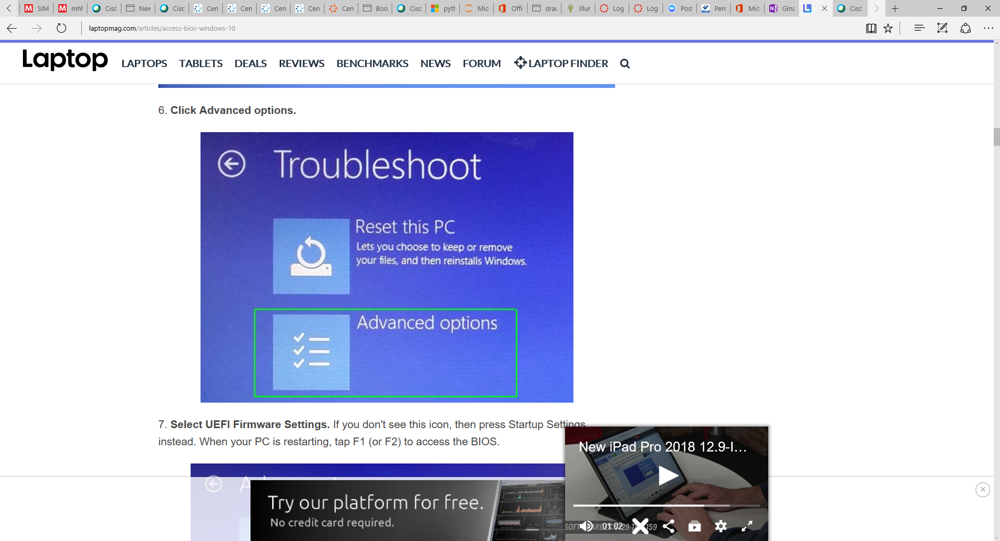 SIM
mhh
Cisc
New
Cisc
Cen
Cen
Cen
Cen
Cen
Boo
Cisc
pyth
Mic
Offi
drav
Illur
Log
Log
Post
Perc
Mic
Gina
Cisc
laptopmag.com/articles/access-bios-windows-10
Laptop
LAPTOPS TABLETS DEALS REVIEWS BENCHMARKS NEWS FORUM LAPTOP FINDER
6. Click Advanced options.
Troubleshoot
Reset this PC
Lets you choose to keep or remove
your files, and then reinstalls Windows.
Advanced options
7. Select UEFI Firmware Settings. If you don't see this icon, then press Startup Settings
instead. When your PC is restarting, tap F1 (or F2) to access the BIOS.
New iPad Pro 2018 12.9-I...
Try our platform for free.
No credit card required.
01:02